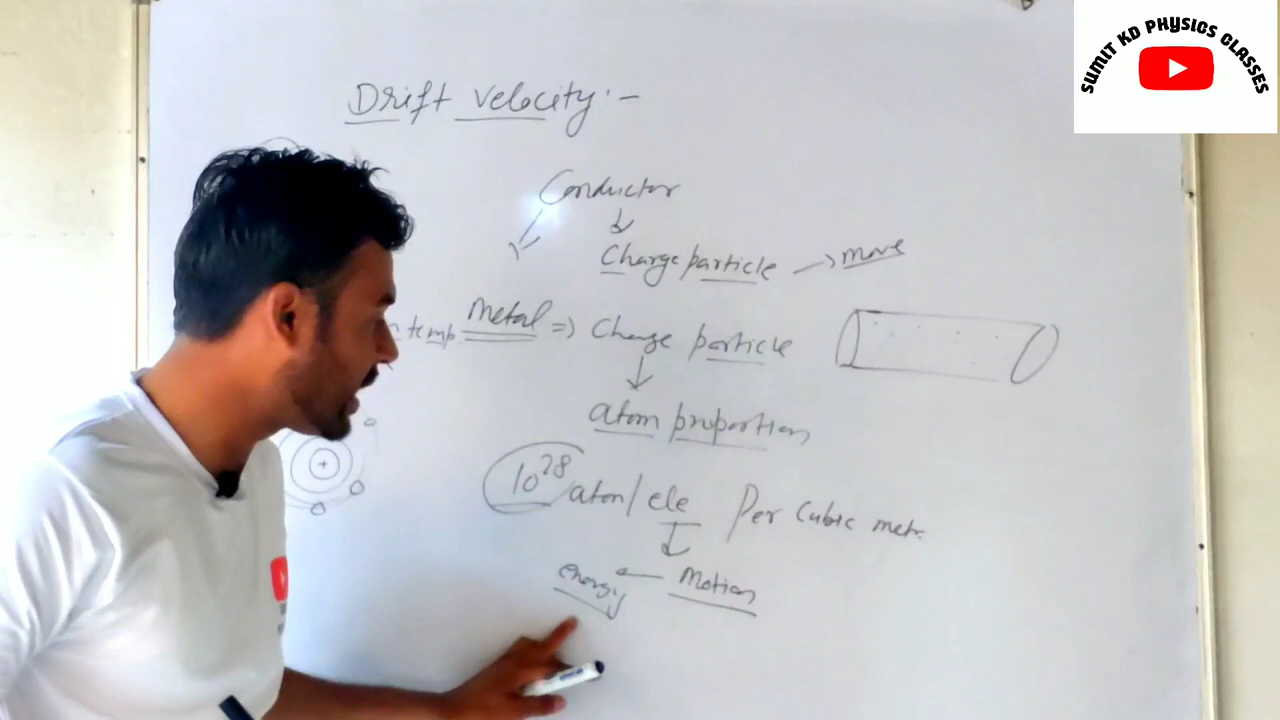 SUMIT KD PHYSICS CLASSES
Drift velocity:-
Conductor
Charge particle → move
temp Metal => Charge particle
atom proportion
10^28 atom/ele Per Cubic metr.
energy ← Motion